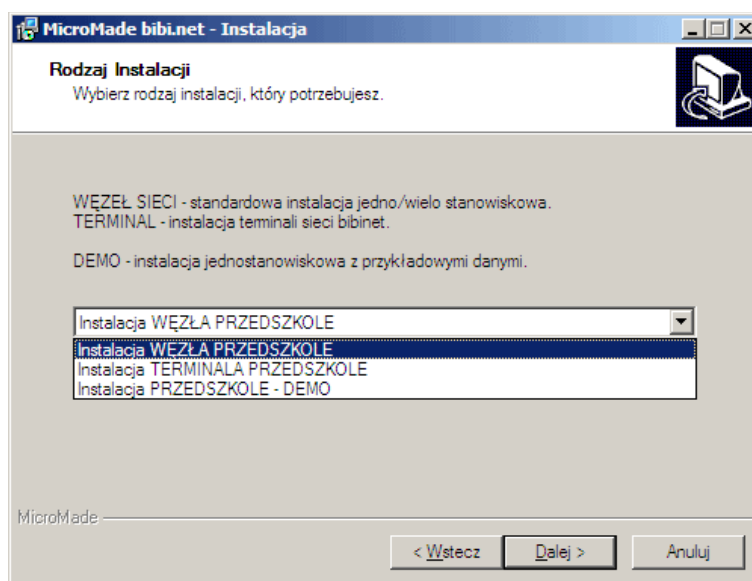 MicroMade bibi.net - Instalacja
Rodzaj Instalacji
Wybierz rodzaj instalacji, który potrzebujesz.
WĘZEŁ SIECI - standardowa instalacja jedno/wielo stanowiskowa.
TERMINAL - instalacja terminali sieci bibinet.
DEMO - instalacja jednostanowiskowa z przykładowymi danymi.
Instalacja WĘZŁA PRZEDSZKOLE
Instalacja WĘZŁA PRZEDSZKOLE
Instalacja TERMINALA PRZEDSZKOLE
Instalacja PRZEDSZKOLE - DEMO
MicroMade
< Wstecz
Dalej >
Anuluj